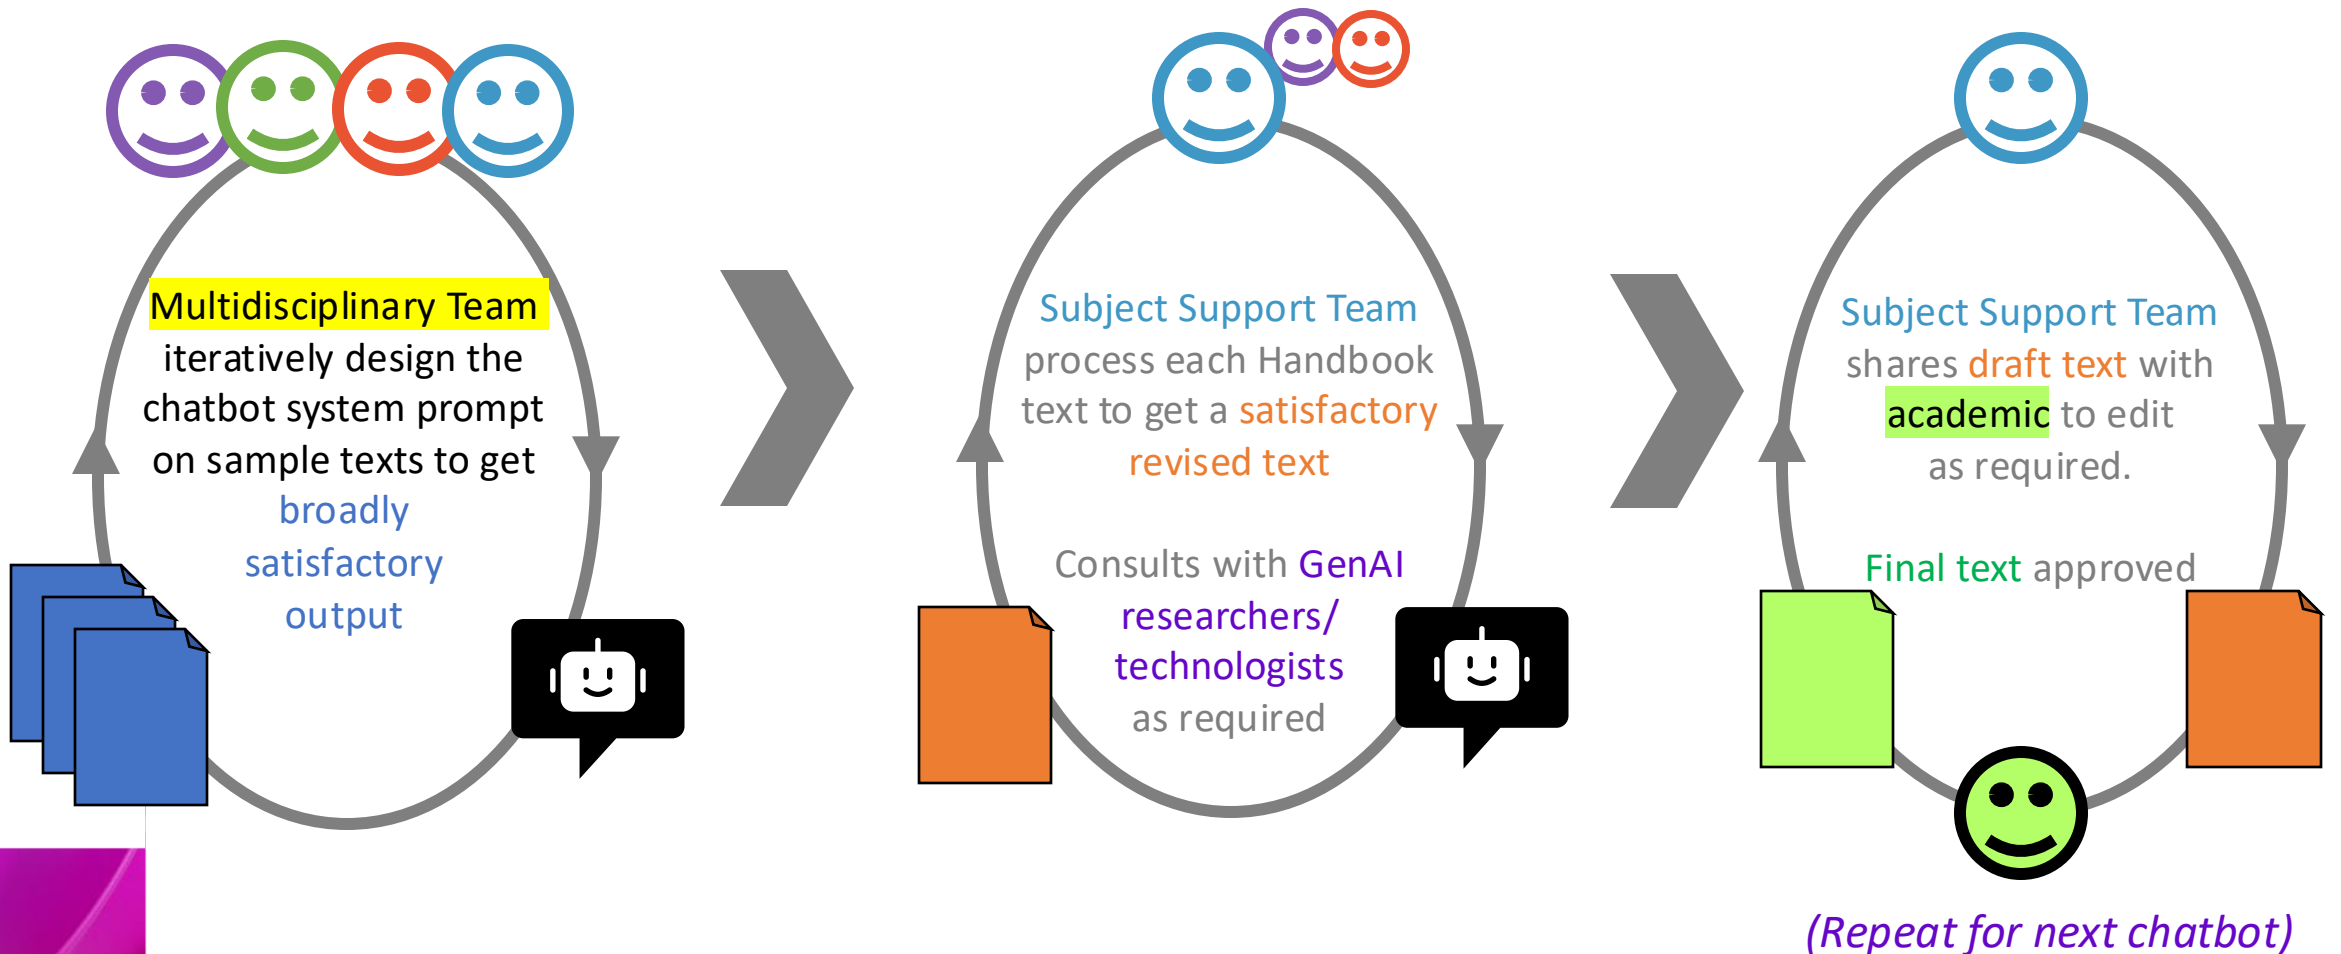 Multidisciplinary Team
iteratively design the
chatbot system prompt
on sample texts to get
broadly
satisfactory
output
Subject Support Team
process each Handbook
text to get a satisfactory
revised text
Consults with GenAI
researchers/
technologists
as required
Subject Support Team
shares draft text with
academic to edit
as required.
Final text approved
(Repeat for next chatbot)